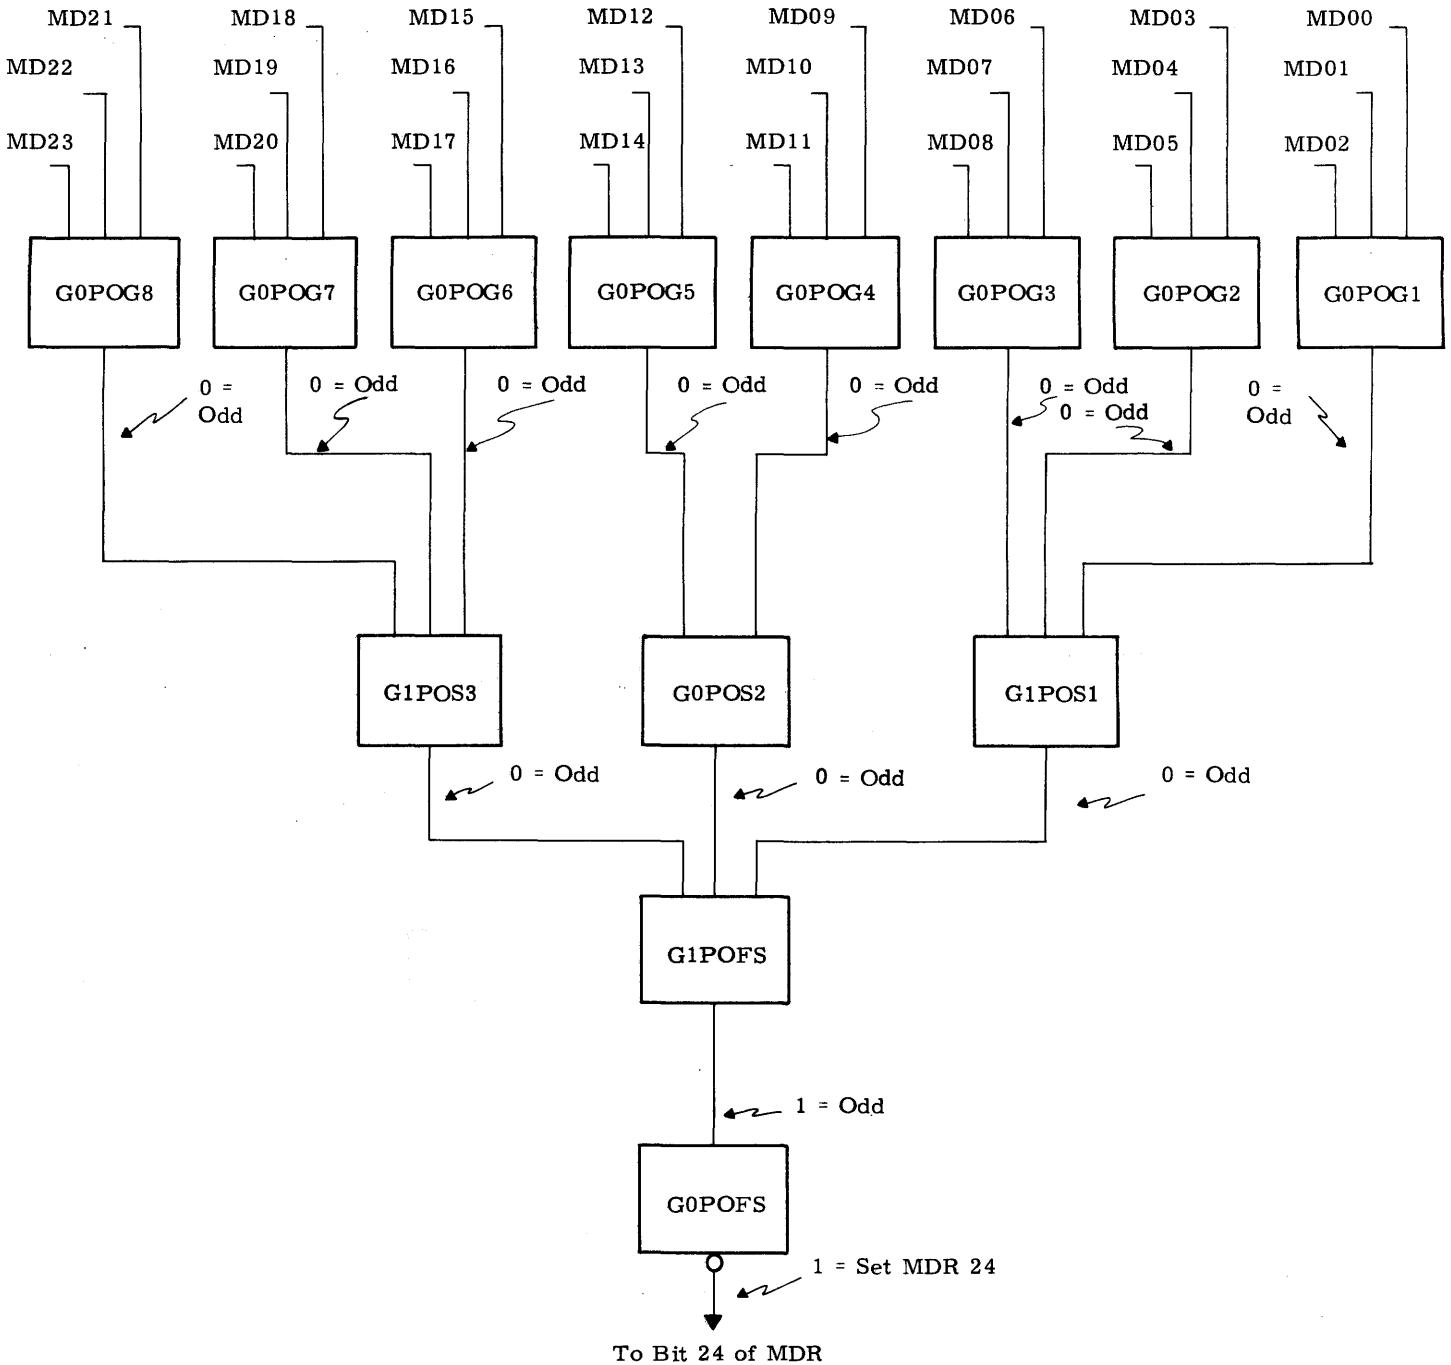 MD21 MD18 MD15 MD12 MD09 MD06 MD03 MD00
MD22 MD19 MD16 MD13 MD10 MD07 MD04 MD01
MD23 MD20 MD17 MD14 MD11 MD08 MD05 MD02
G0POG8 G0POG7 G0POG6 G0POG5 G0POG4 G0POG3 G0POG2 G0POG1
0 =
Odd
0 = Odd
0 = Odd
0 = Odd
0 = Odd
0 = Odd
0 = Odd
0 =
Odd
G1POS3 G0POS2 G1POS1
0 = Odd
0 = Odd
0 = Odd
G1POFS
1 = Odd
G0POFS
1 = Set MDR 24
To Bit 24 of MDR